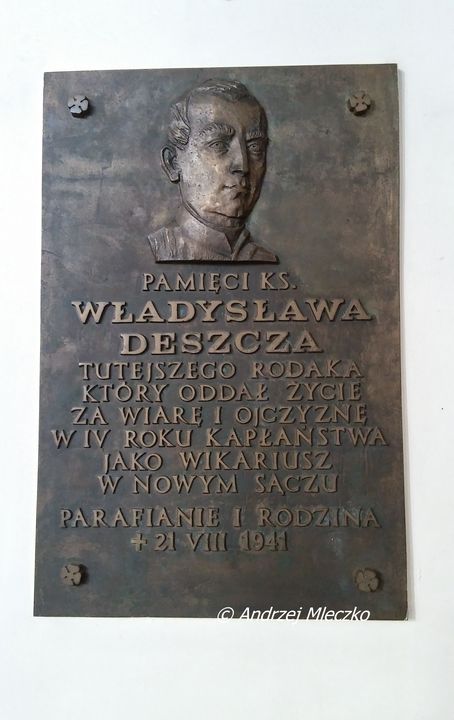 PAMIĘCI KS.
WŁADYSŁAWA
DESZCZA
TUTEJSZEGO RODAKA
KTÓRY ODDAŁ ŻYCIE
ZA WIARĘ I OJCZYZNĘ
W IV ROKU KAPŁAŃSTWA
JAKO WIKARIUSZ
W NOWYM SĄCZU
PARAFIANIE I RODZINA
+ 21 VIII 1941
© Andrzej Mleczko